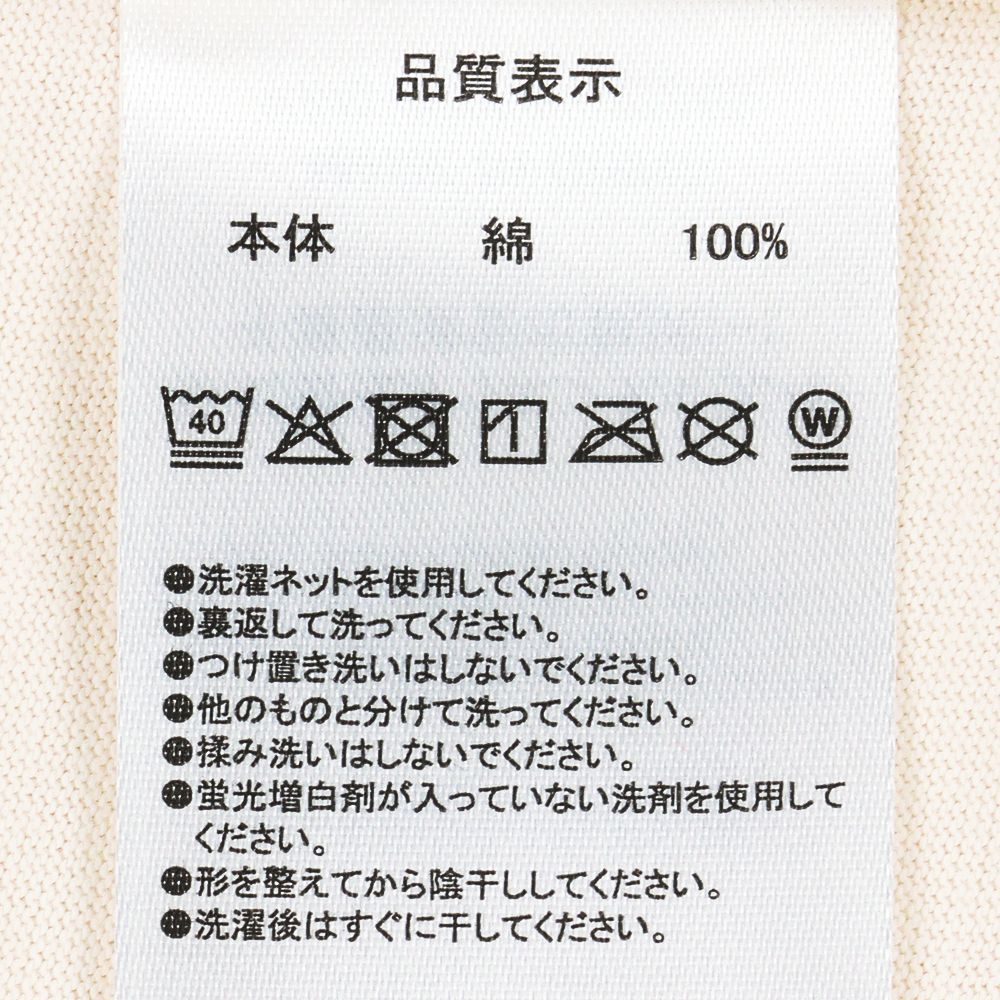 品質表示
本体 綿 100%
40 W
●洗濯ネットを使用してください。
●裏返して洗ってください。
●つけ置き洗いはしないでください。
●他のものと分けて洗ってください。
●揉み洗いはしないでください。
●蛍光増白剤が入っていない洗剤を使用して
ください。
●形を整えてから陰干ししてください。
●洗濯後はすぐに干してください。